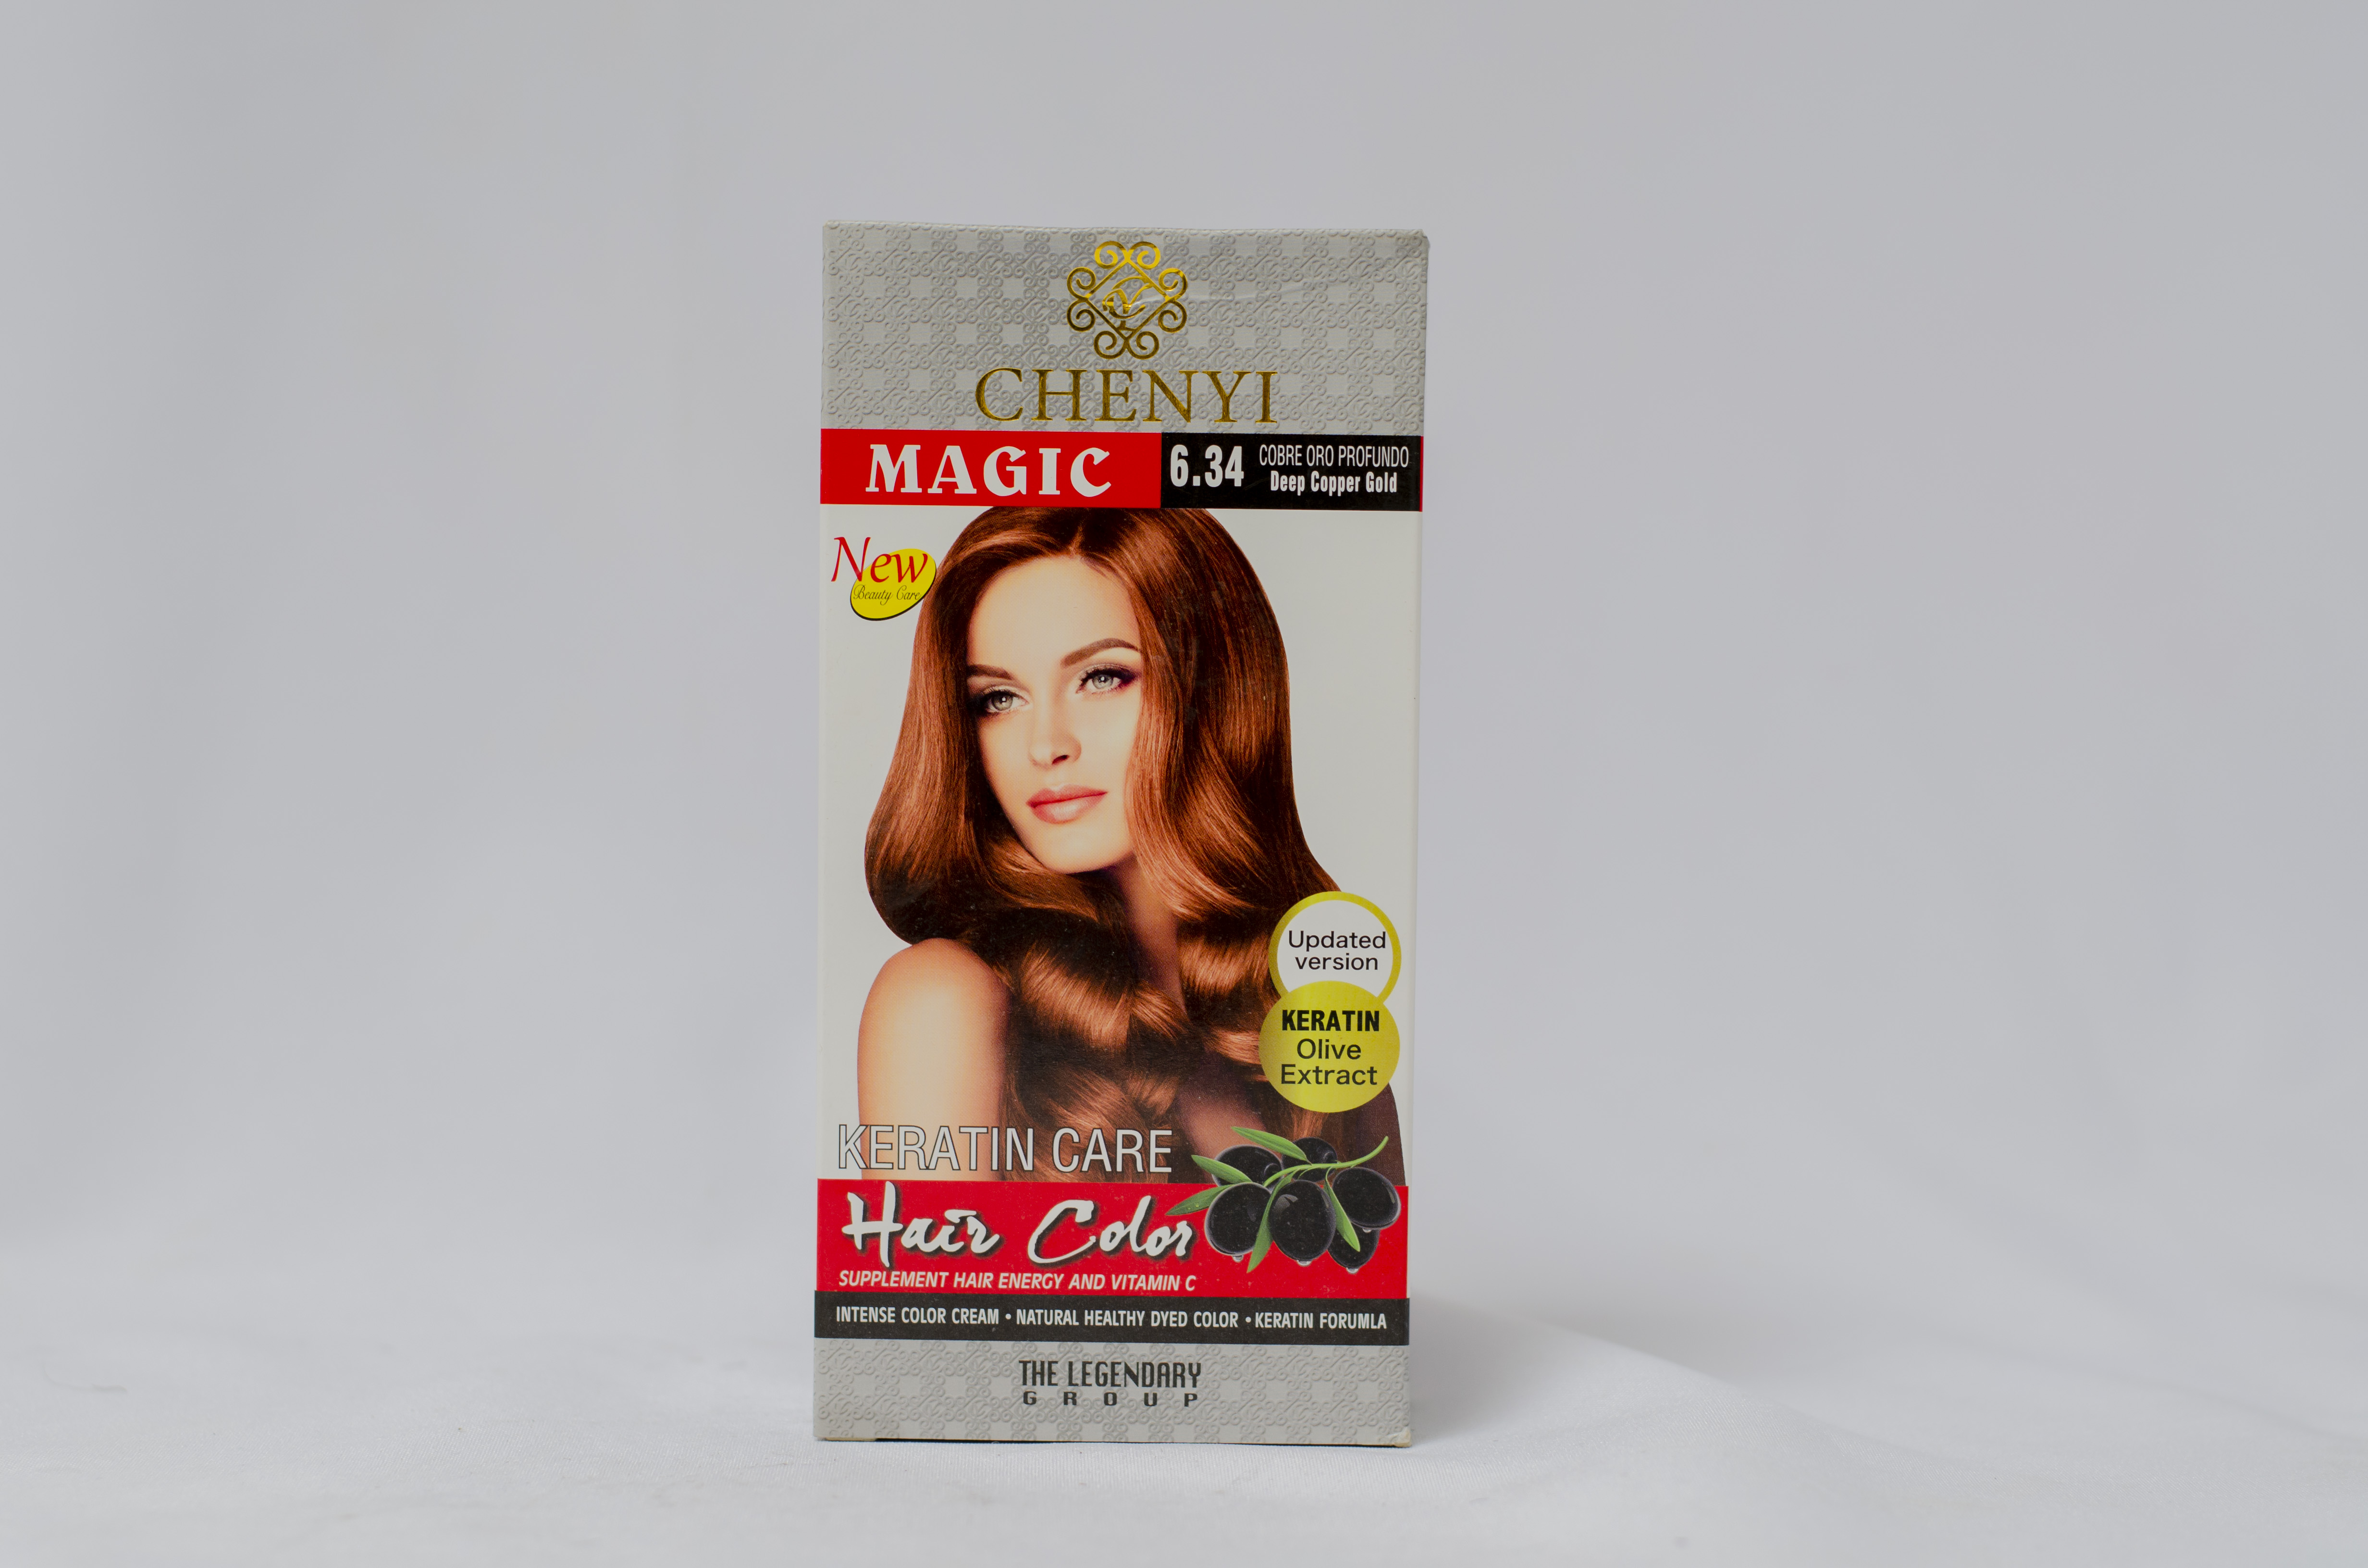 CHENYI
MAGIC
6.34
COBRE ORO PROFUNDO
Deep Copper Gold
New
Beauty Care
Updated
version
KERATIN
Olive
Extract
KERATIN CARE
Hair Color
SUPPLEMENT HAIR ENERGY AND VITAMIN C
INTENSE COLOR CREAM • NATURAL HEALTHY DYED COLOR • KERATIN FORUMLA
THE LEGENDARY
GROUP